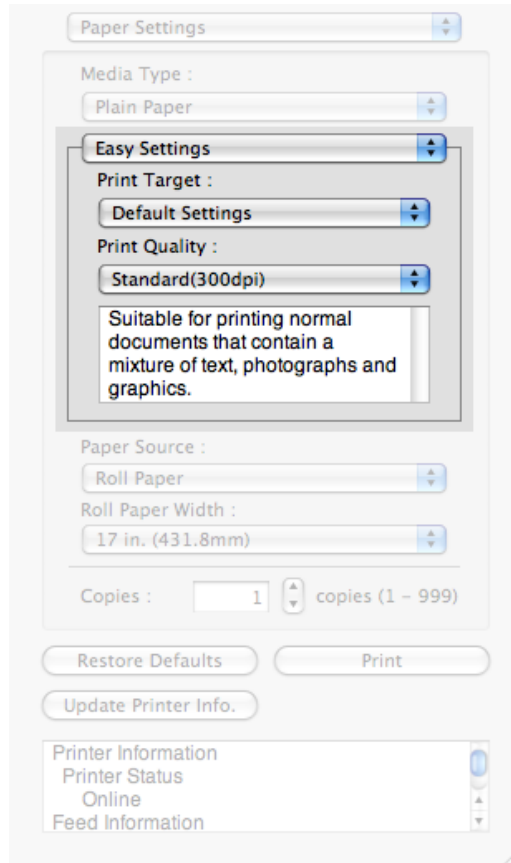 Paper Settings
Media Type :
Plain Paper
Easy Settings
Print Target :
Default Settings
Print Quality :
Standard(300dpi)
Suitable for printing normal
documents that contain a
mixture of text, photographs and
graphics.
Paper Source :
Roll Paper
Roll Paper Width :
17 in. (431.8mm)
Copies : 1 copies (1 – 999)
Restore Defaults Print
Update Printer Info.
Printer Information
Printer Status
Online
Feed Information